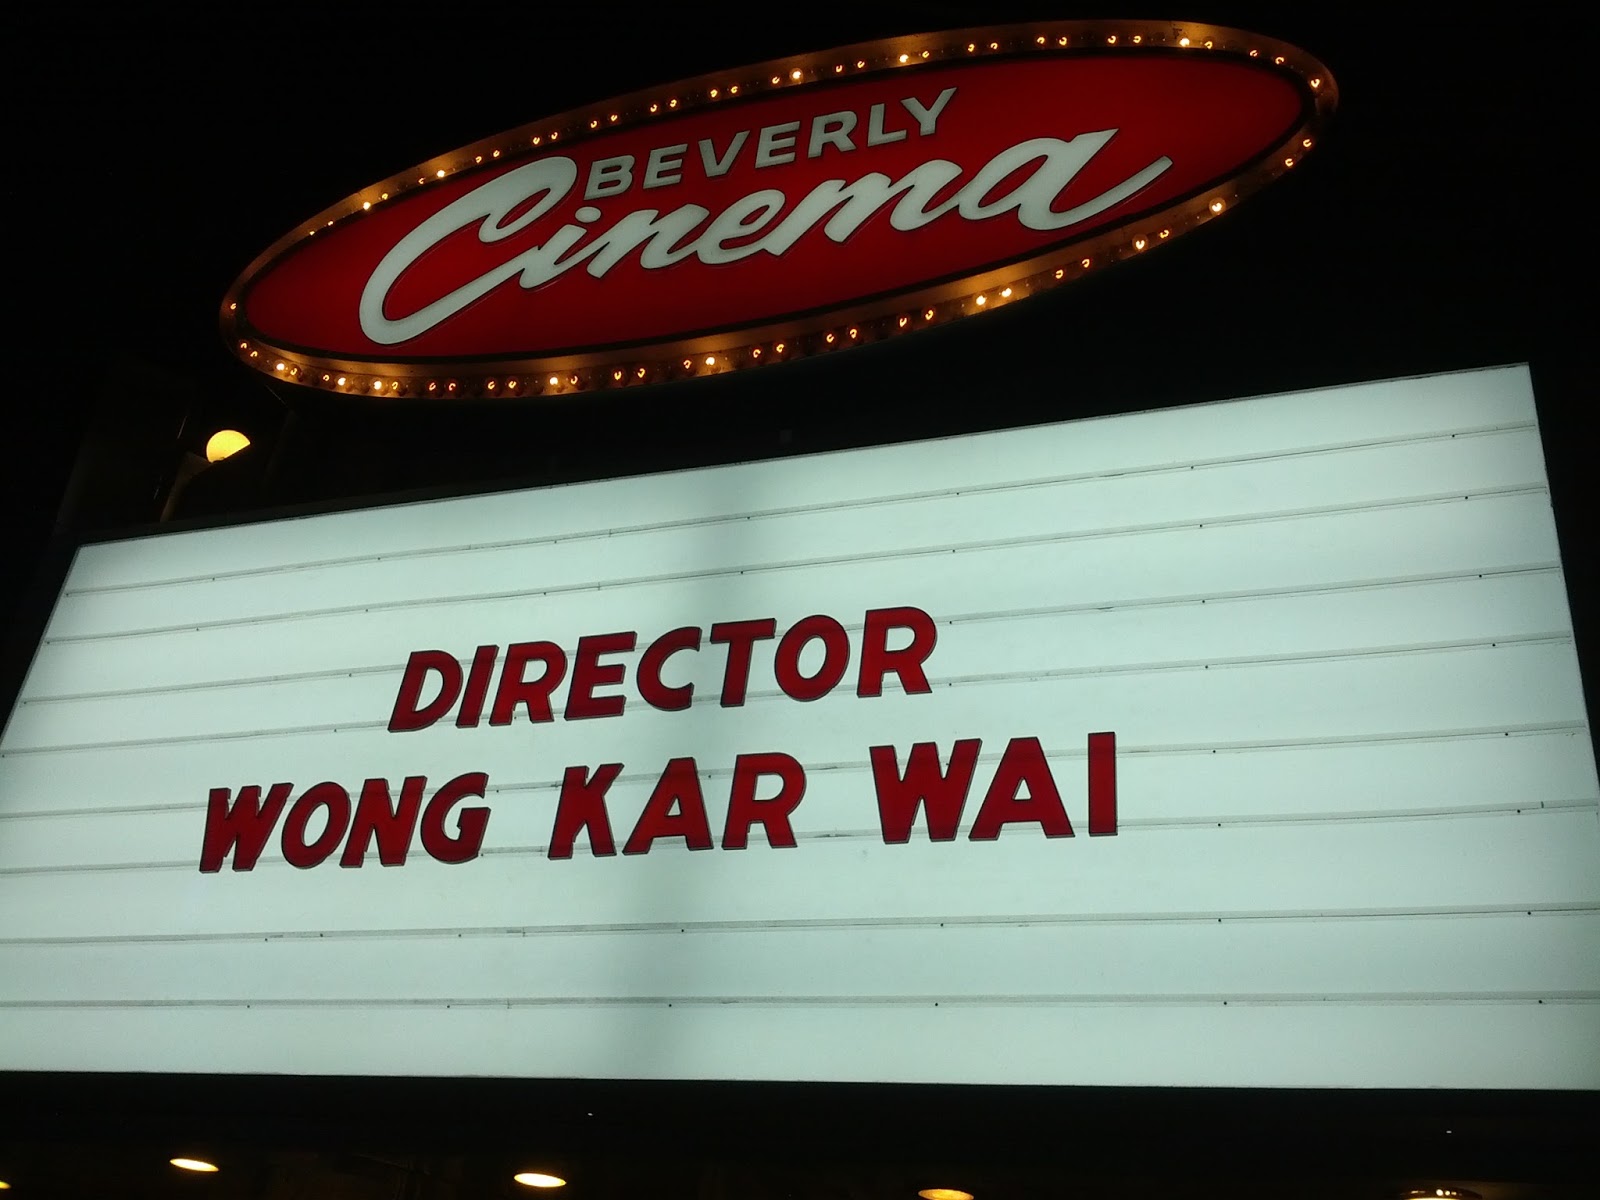 BEVERLY
Cinema
DIRECTOR
WONG KAR WAI